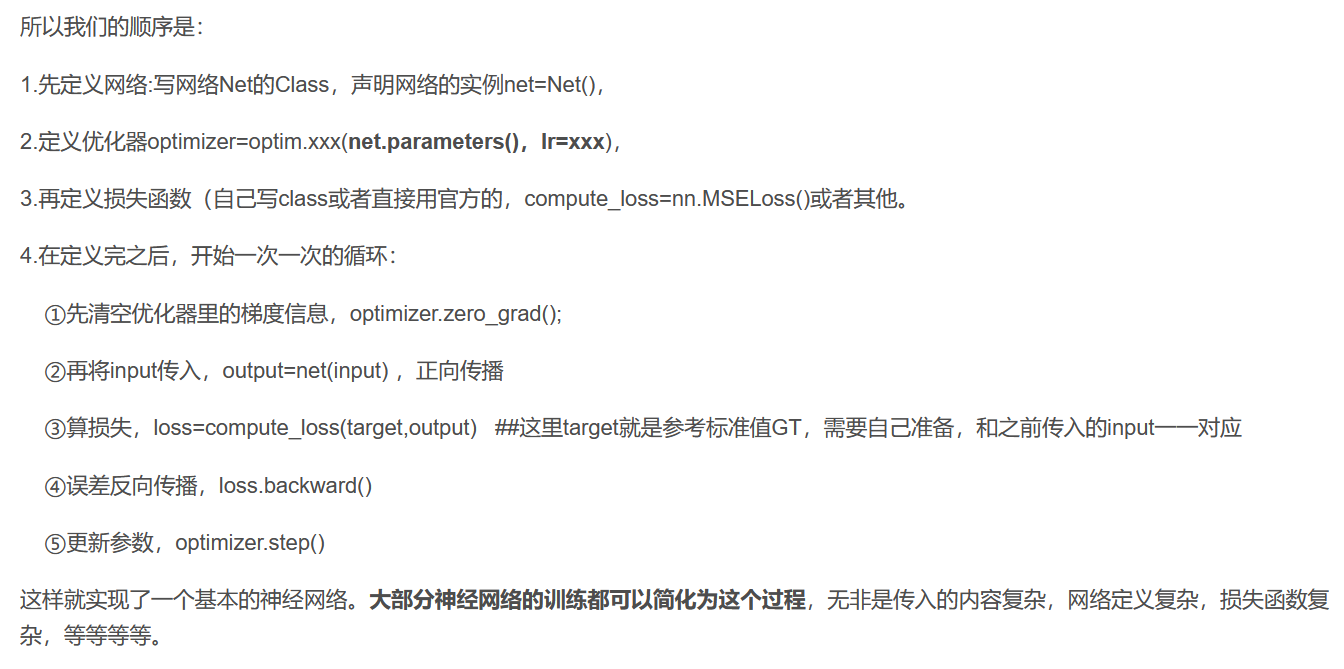 所以我们的顺序是：
1.先定义网络:写网络Net的Class，声明网络的实例net=Net()，
2.定义优化器optimizer=optim.xxx(net.parameters()，lr=xxx)，
3.再定义损失函数（自己写class或者直接用官方的，compute_loss=nn.MSELoss()或者其他。
4.在定义完之后，开始一次一次的循环：
①先清空优化器里的梯度信息，optimizer.zero_grad();
②再将input传入，output=net(input) ，正向传播
③算损失，loss=compute_loss(target,output) ##这里target就是参考标准值GT，需要自己准备，和之前传入的input一一对应
④误差反向传播，loss.backward()
⑤更新参数，optimizer.step()
这样就实现了一个基本的神经网络。大部分神经网络的训练都可以简化为这个过程，无非是传入的内容复杂，网络定义复杂，损失函数复
杂，等等等等。